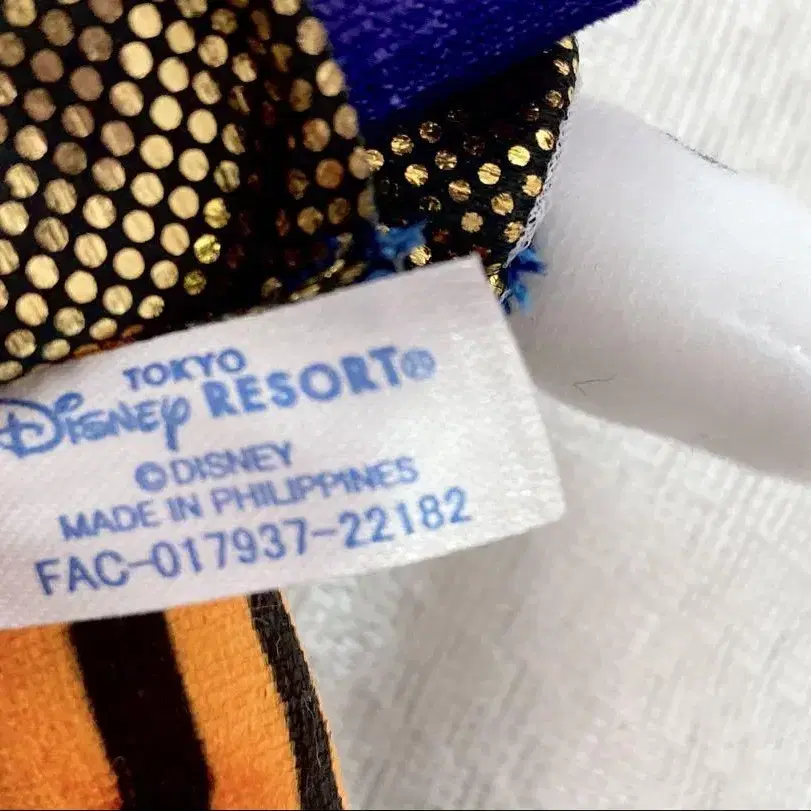 TOKYO
Disney RESORT®
©DISNEY
MADE IN PHILIPPINES
FAC-017937-22182